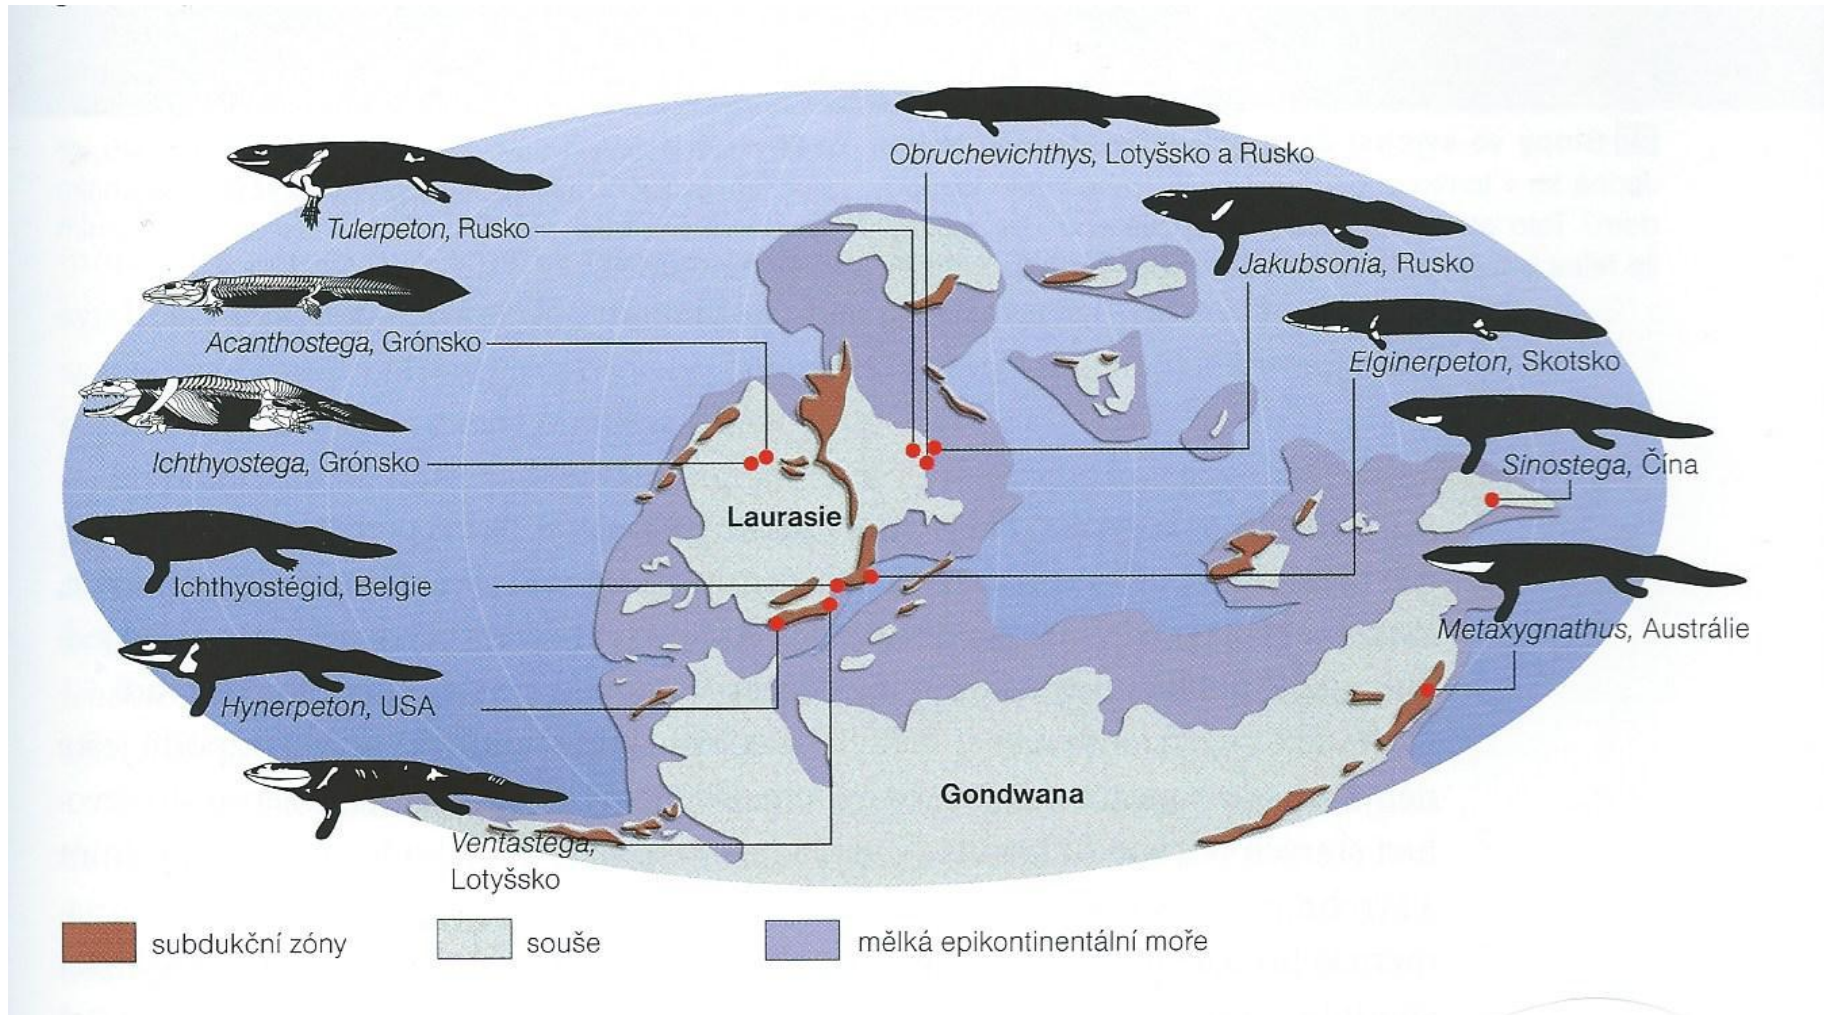 Obruchevichthys, Lotyšsko a Rusko
Tulerpeton, Rusko
Jakubsonia, Rusko
Acanthostega, Grónsko
Elginerpeton, Skotsko
Ichthyostega, Grónsko
Sinostega, Čína
Laurasie
Ichthyostégid, Belgie
Metaxygnathus, Austrálie
Hynerpeton, USA
Gondwana
Ventastega,
Lotyšsko
subdukční zóny
souše
mělká epikontinentální moře